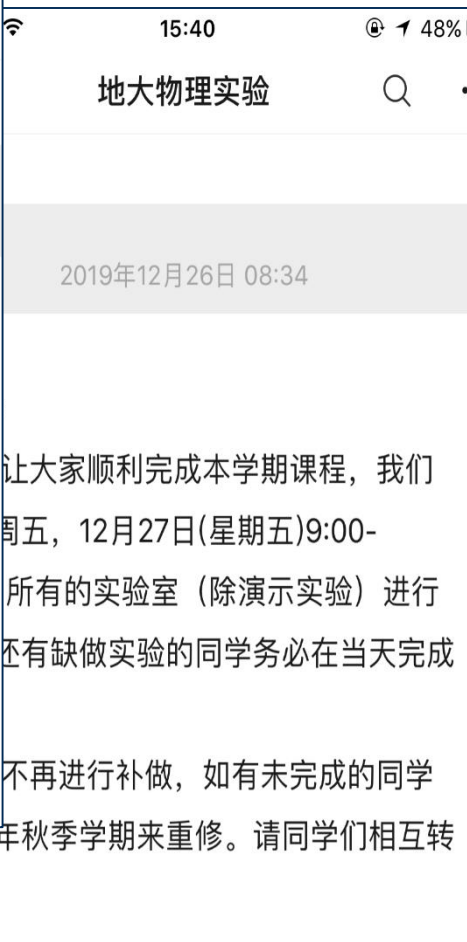 15:40 48%
地大物理实验
2019年12月26日 08:34
让大家顺利完成本学期课程，我们
周五，12月27日(星期五)9:00-
所有的实验室（除演示实验）进行
还有缺做实验的同学务必在当天完成
不再进行补做，如有未完成的同学
年秋季学期来重修。请同学们相互转